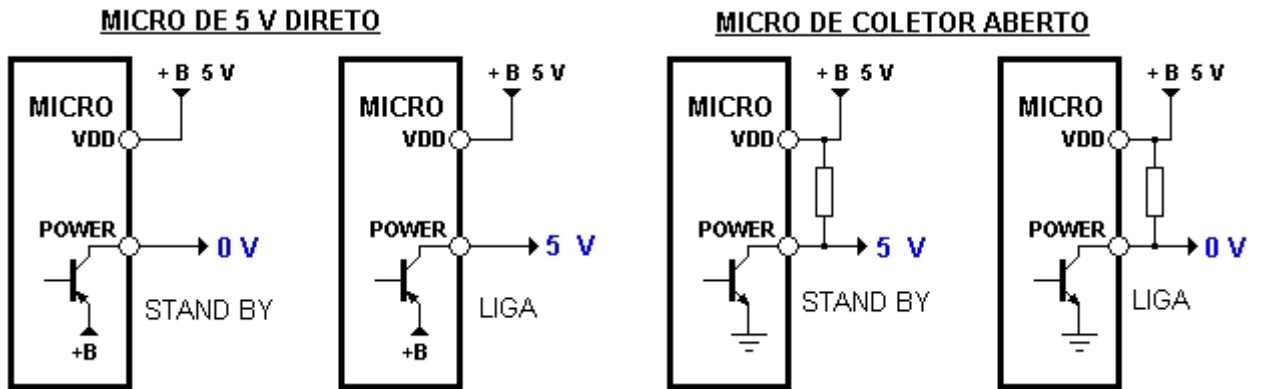 MICRO DE 5 V DIRETO
MICRO DE COLETOR ABERTO
+ B 5 V
MICRO
VDD
POWER
0 V
STAND BY
+B
+ B 5 V
MICRO
VDD
POWER
5 V
LIGA
+B
+ B 5 V
MICRO
VDD
POWER
5 V
STAND BY
+ B 5 V
MICRO
VDD
POWER
0 V
LIGA